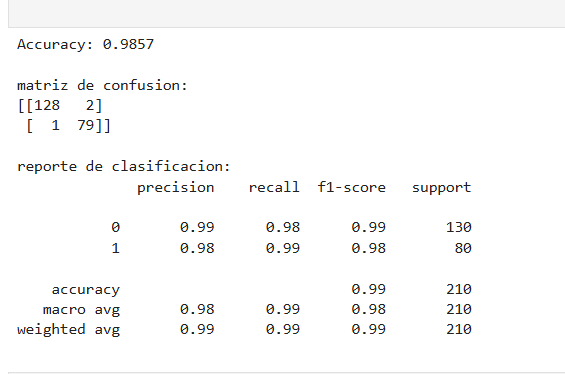 Accuracy: 0.9857
matriz de confusion:
[[128   2]
 [  1  79]]
reporte de clasificacion:
              precision    recall  f1-score   support
           0       0.99      0.98      0.99       130
           1       0.98      0.99      0.98        80
    accuracy                           0.99       210
   macro avg       0.98      0.99      0.98       210
weighted avg       0.99      0.99      0.99       210